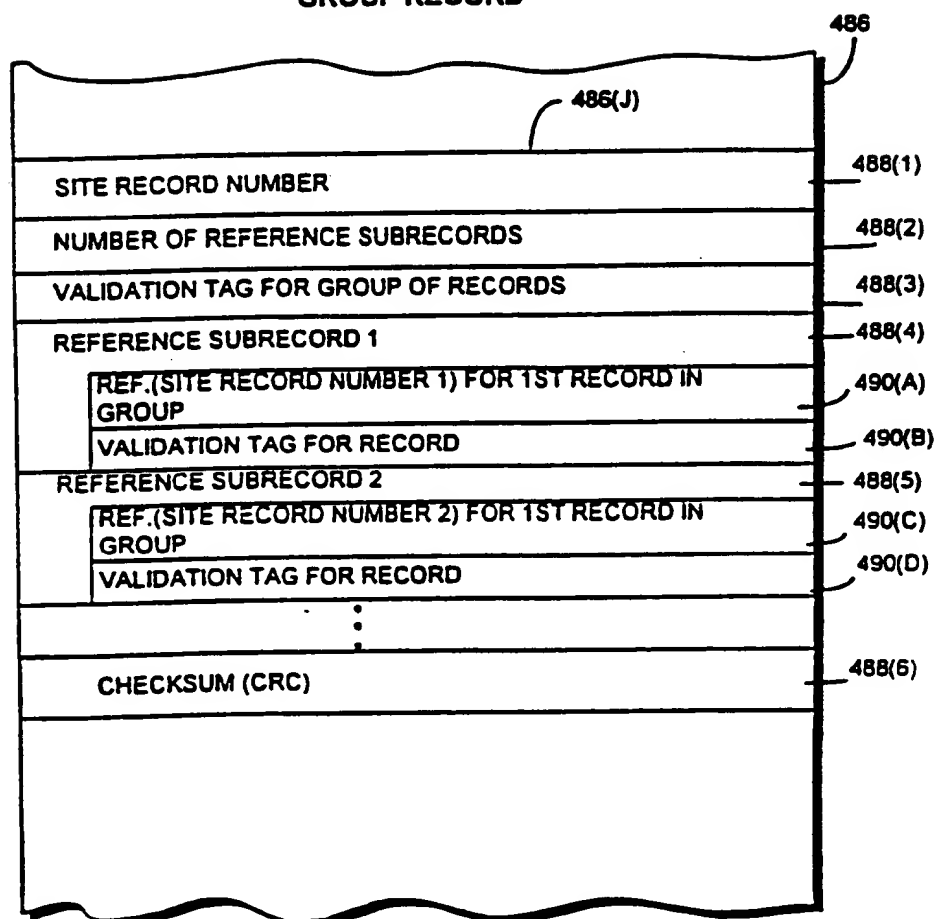 GROUP RECORD
486
486(J)
SITE RECORD NUMBER
488(1)
NUMBER OF REFERENCE SUBRECORDS
488(2)
VALIDATION TAG FOR GROUP OF RECORDS
488(3)
REFERENCE SUBRECORD 1
488(4)
REF.(SITE RECORD NUMBER 1) FOR 1ST RECORD IN
GROUP
490(A)
VALIDATION TAG FOR RECORD
490(B)
REFERENCE SUBRECORD 2
488(5)
REF.(SITE RECORD NUMBER 2) FOR 1ST RECORD IN
GROUP
490(C)
VALIDATION TAG FOR RECORD
490(D)
CHECKSUM (CRC)
488(6)